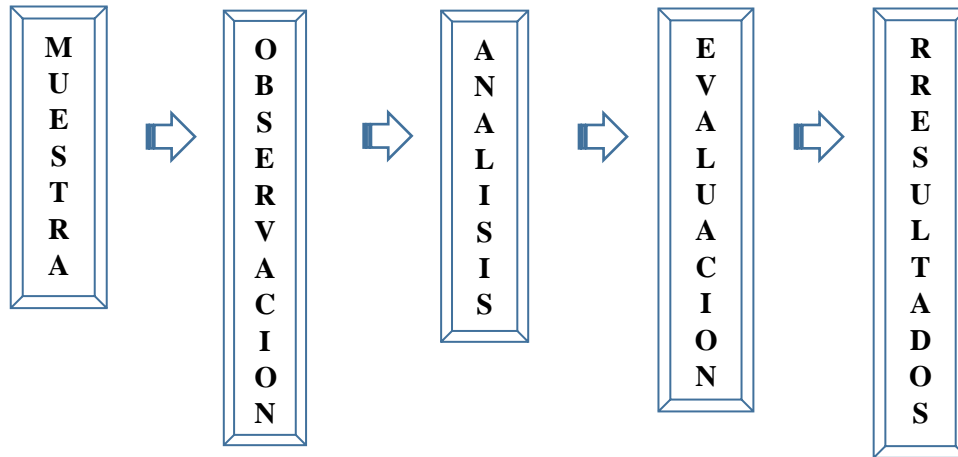 MUESTRA
OBSERVACION
ANALISIS
EVALUACION
RRESULTADOS